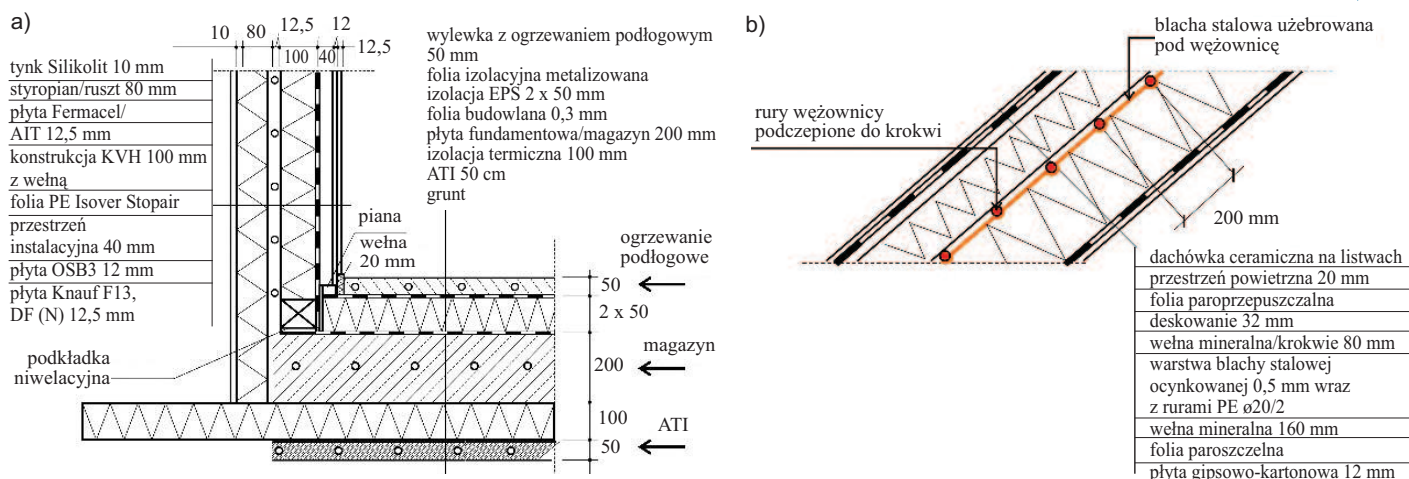 a)
10 80 12,5 12
100 40 12,5
tynk Silikolit 10 mm
styropian/ruszt 80 mm
płyta Fermacel/
AIT 12,5 mm
konstrukcja KVH 100 mm
z wełną
folia PE Isover Stopair
przestrzeń
instalacyjna 40 mm
płyta OSB3 12 mm
płyta Knauf F13,
DF (N) 12,5 mm
podkładka
niwelacyjna
wylewka z ogrzewaniem podłogowym
50 mm
folia izolacyjna metalizowana
izolacja EPS 2 x 50 mm
folia budowlana 0,3 mm
płyta fundamentowa/magazyn 200 mm
izolacja termiczna 100 mm
ATI 50 cm
grunt
piana
wełna
20 mm
ogrzewanie
podłogowe
50
2 x 50
magazyn
200
100
ATI
50
b)
blacha stalowa użebrowana
pod wężownicę
rury wężownicy
podczepione do krokwi
200 mm
dachówka ceramiczna na listwach
przestrzeń powietrzna 20 mm
folia paroprzepuszczalna
deskowanie 32 mm
wełna mineralna/krokwie 80 mm
warstwa blachy stalowej
ocynkowanej 0,5 mm wraz
z rurami PE ø20/2
wełna mineralna 160 mm
folia paroszczelna
płyta gipsowo-kartonowa 12 mm